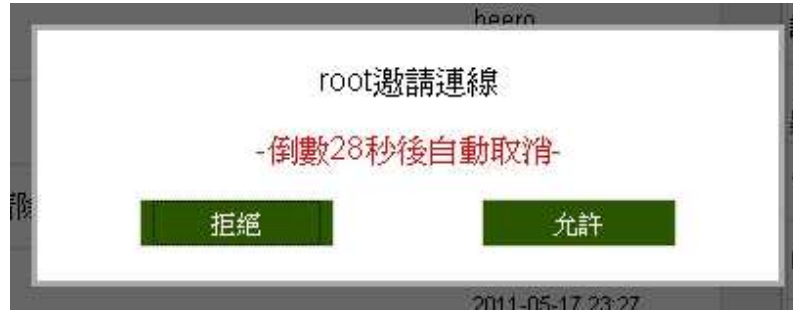 heero
root邀請連線
-倒數28秒後自動取消-
拒絕
允許
2011-05-17 23:27